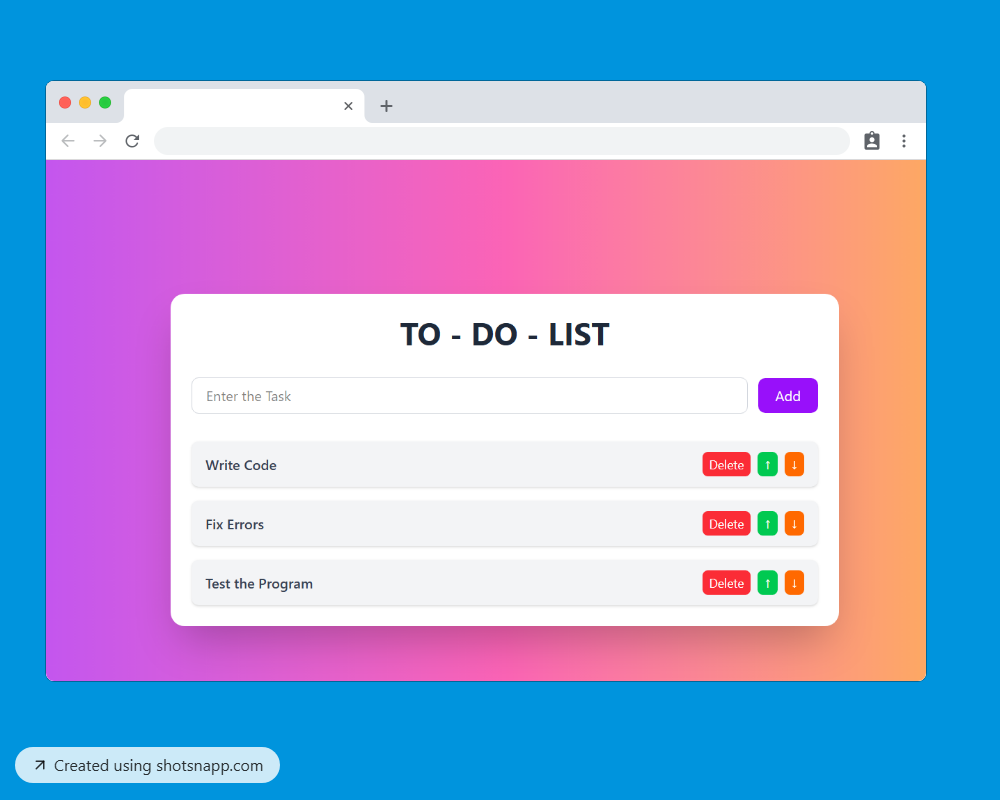 TO - DO - LIST
Enter the Task
Add
Write Code
Delete ↑ ↓
Fix Errors
Delete ↑ ↓
Test the Program
Delete ↑ ↓
Created using shotsnapp.com